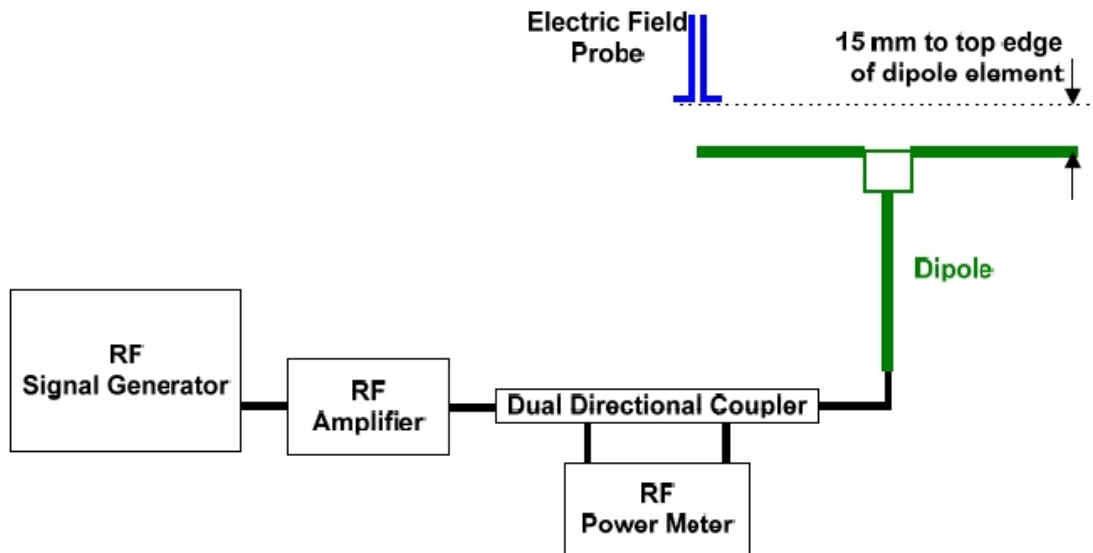 Electric Field
Probe
15 mm to top edge
of dipole element
Dipole
RF
Signal Generator
RF
Amplifier
Dual Directional Coupler
RF
Power Meter